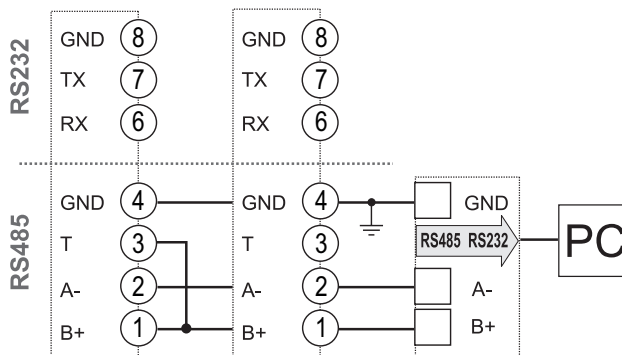 RS232
GND 8 GND 8
TX 7 TX 7
RX 6 RX 6
RS485
GND 4 GND 4 GND
T 3 T 3 RS485 RS232 PC
A- 2 A- 2 A-
B+ 1 B+ 1 B+